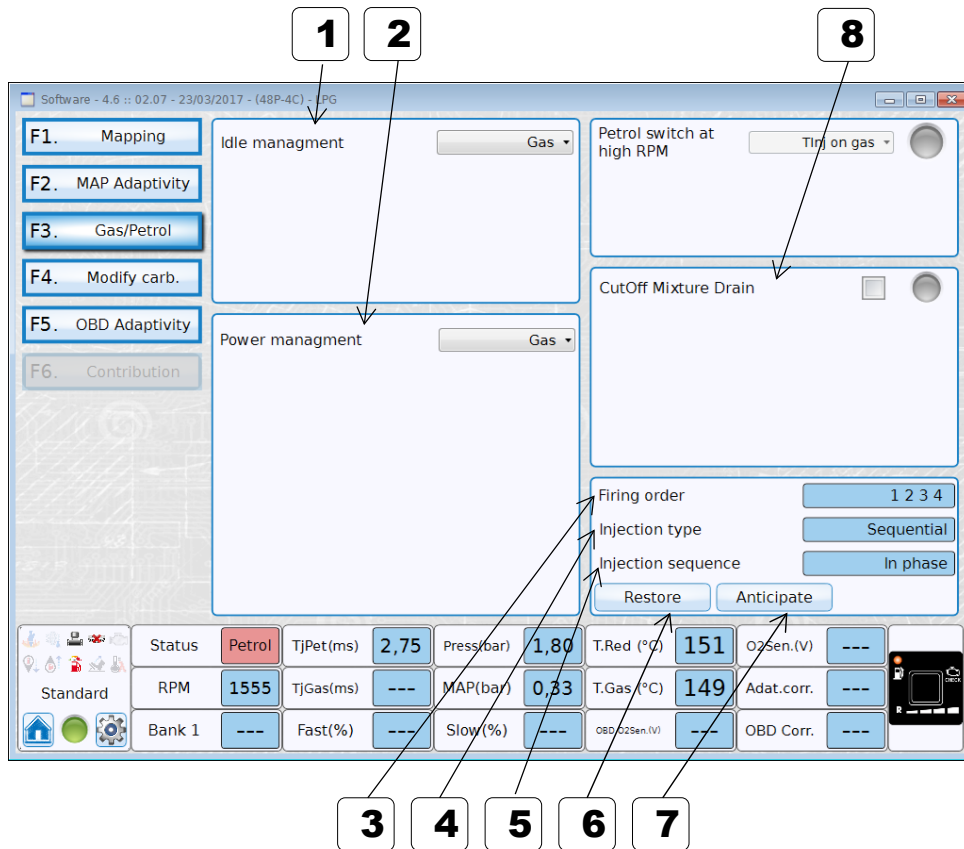 1 2 8
Software - 4.6 :: 02.07 - 23/03/2017 - (48P-4C) - LPG
F1. Mapping
F2. MAP Adaptivity
F3. Gas/Petrol
F4. Modify carb.
F5. OBD Adaptivity
F6. Contribution
Idle managment Gas
Power managment Gas
Petrol switch at
high RPM
TInj on gas
CutOff Mixture Drain
Firing order 1 2 3 4
Injection type Sequential
Injection sequence In phase
Restore Anticipate
Standard
Status Petrol TjPet(ms) 2,75 Press(bar) 1,80 T.Red (°C) 151 O2Sen.(V) ---
RPM 1555 TjGas(ms) --- MAP(bar) 0,33 T.Gas (°C) 149 Adat.corr. ---
Bank 1 --- Fast(%) --- Slow(%) --- OBD O2Sen.(V) --- OBD Corr. ---
CHECK
R
3 4 5 6 7